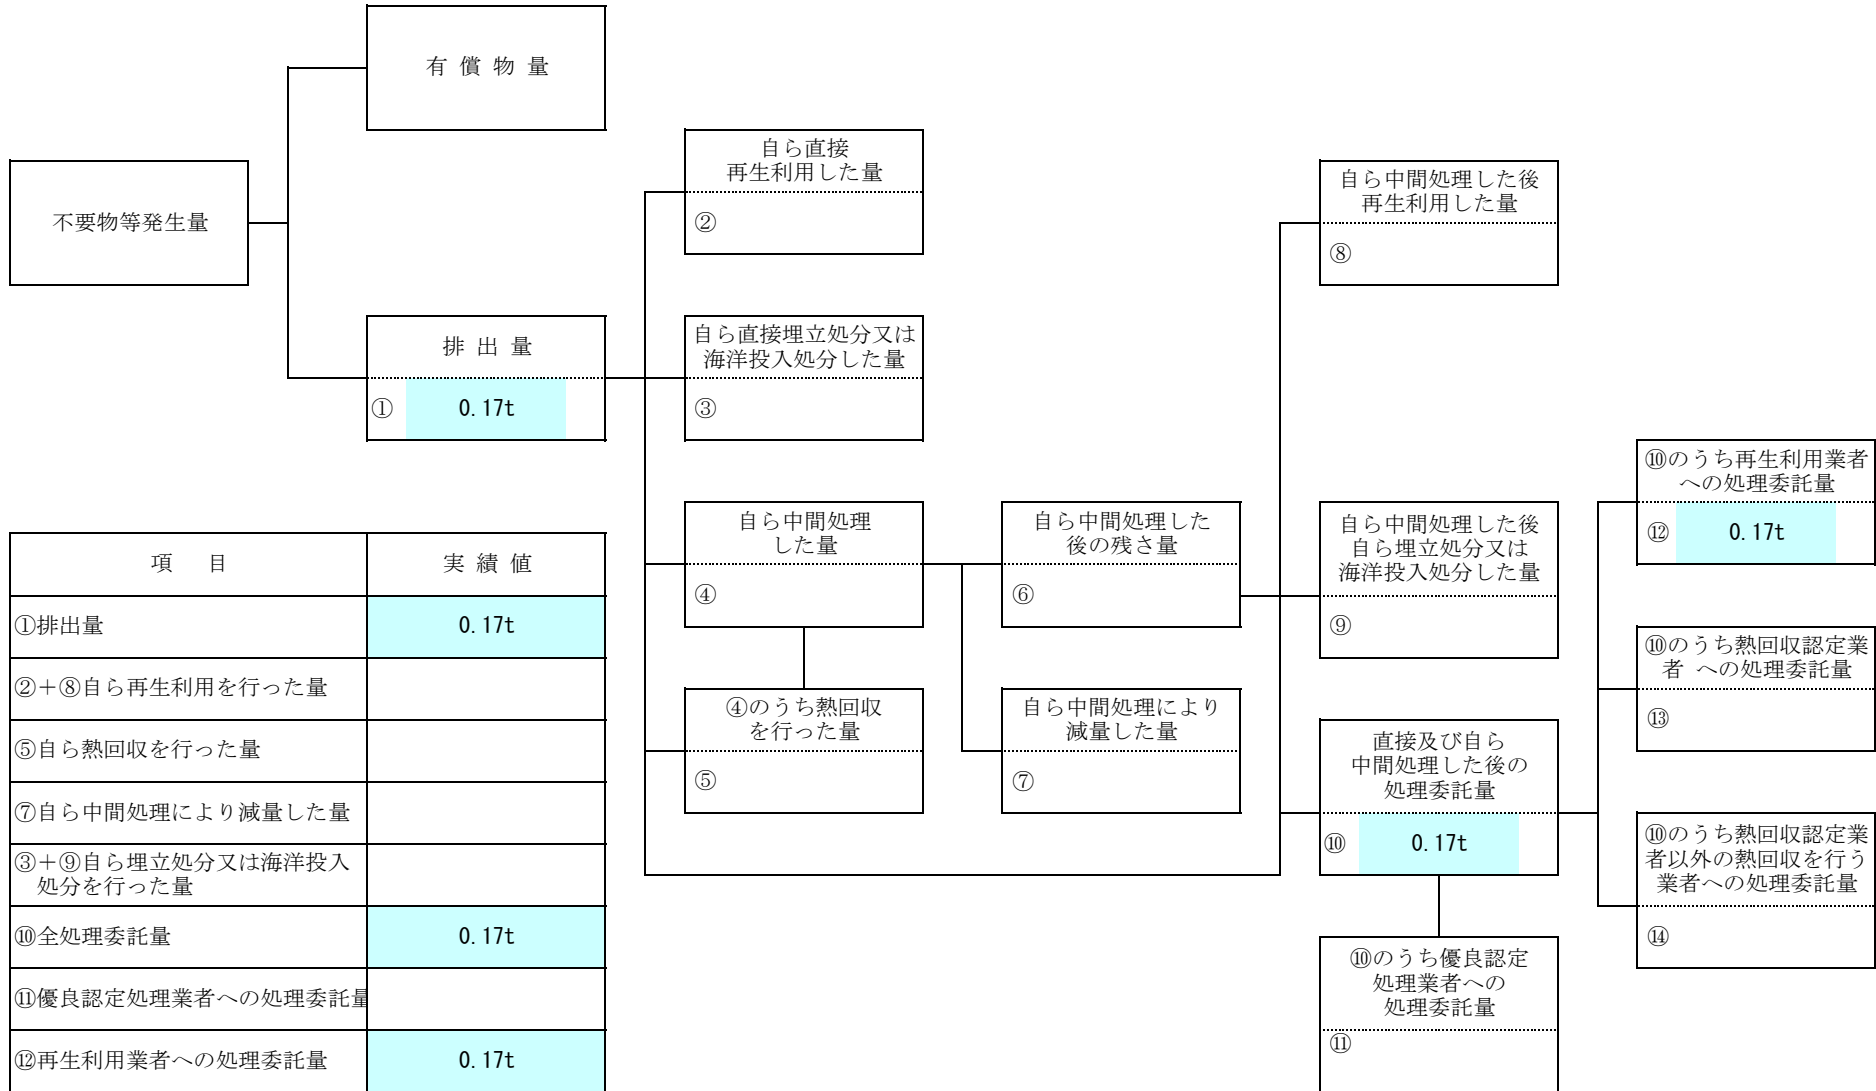 有 償 物 量
不要物等発生量
排 出 量
① 0.17t
自ら直接
再生利用した量
②
自ら直接埋立処分又は
海洋投入処分した量
③
自ら中間処理
した量
④
④のうち熱回収
を行った量
⑤
自ら中間処理した
後の残さ量
⑥
自ら中間処理により
減量した量
⑦
自ら中間処理した後
再生利用した量
⑧
自ら中間処理した後
自ら埋立処分又は
海洋投入処分した量
⑨
直接及び自ら
中間処理した後の
処理委託量
⑩ 0.17t
⑩のうち優良認定
処理業者への
処理委託量
⑪
⑩のうち再生利用業者
への処理委託量
⑫ 0.17t
⑩のうち熱回収認定業
者 への処理委託量
⑬
⑩のうち熱回収認定業
者以外の熱回収を行う
業者への処理委託量
⑭
項 目 実 績 値
①排出量 0.17t
②+⑧自ら再生利用を行った量
⑤自ら熱回収を行った量
⑦自ら中間処理により減量した量
③+⑨自ら埋立処分又は海洋投入
処分を行った量
⑩全処理委託量 0.17t
⑪優良認定処理業者への処理委託量
⑫再生利用業者への処理委託量 0.17t